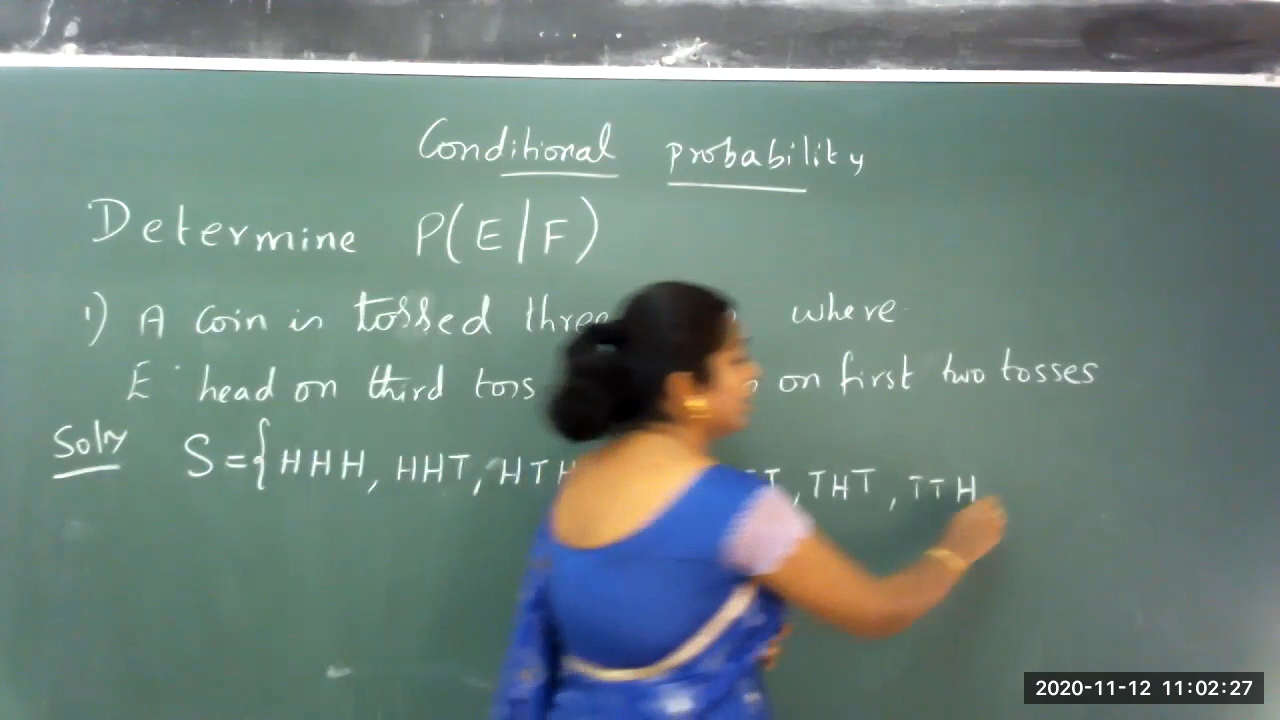 Conditional probability
Determine P(E|F)
1) A coin is tossed three where
E head on third toss on first two tosses
Soln S={HHH, HHT, HTH , THT, TTH
2020-11-12 11:02:27